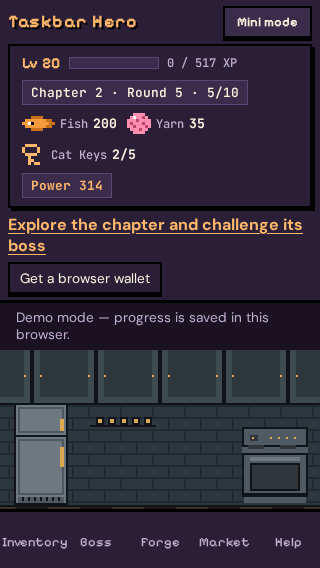 Taskbar Hero
Mini mode
Lv 20
0 / 517 XP
Chapter 2 · Round 5 · 5/10
Fish 200 Yarn 35
Cat Keys 2/5
Power 314
Explore the chapter and challenge its
boss
Get a browser wallet
Demo mode — progress is saved in this
browser.
Inventory Boss Forge Market Help